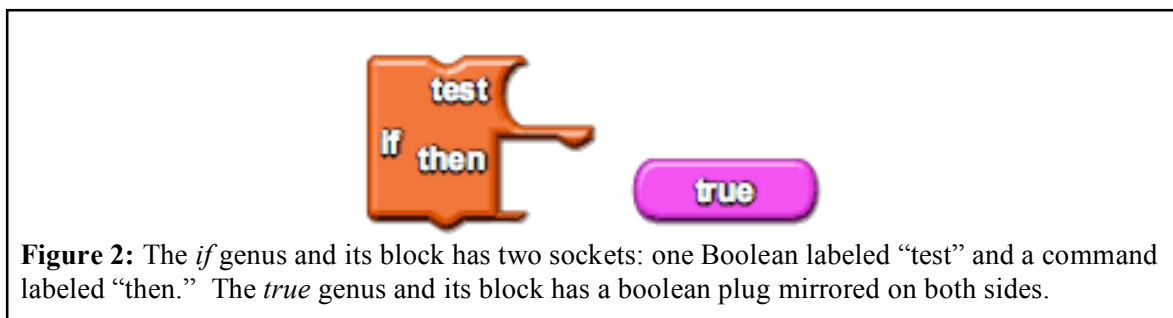 test
if then
true
Figure 2: The if genus and its block has two sockets: one Boolean labeled “test” and a command
labeled “then.”  The true genus and its block has a boolean plug mirrored on both sides.